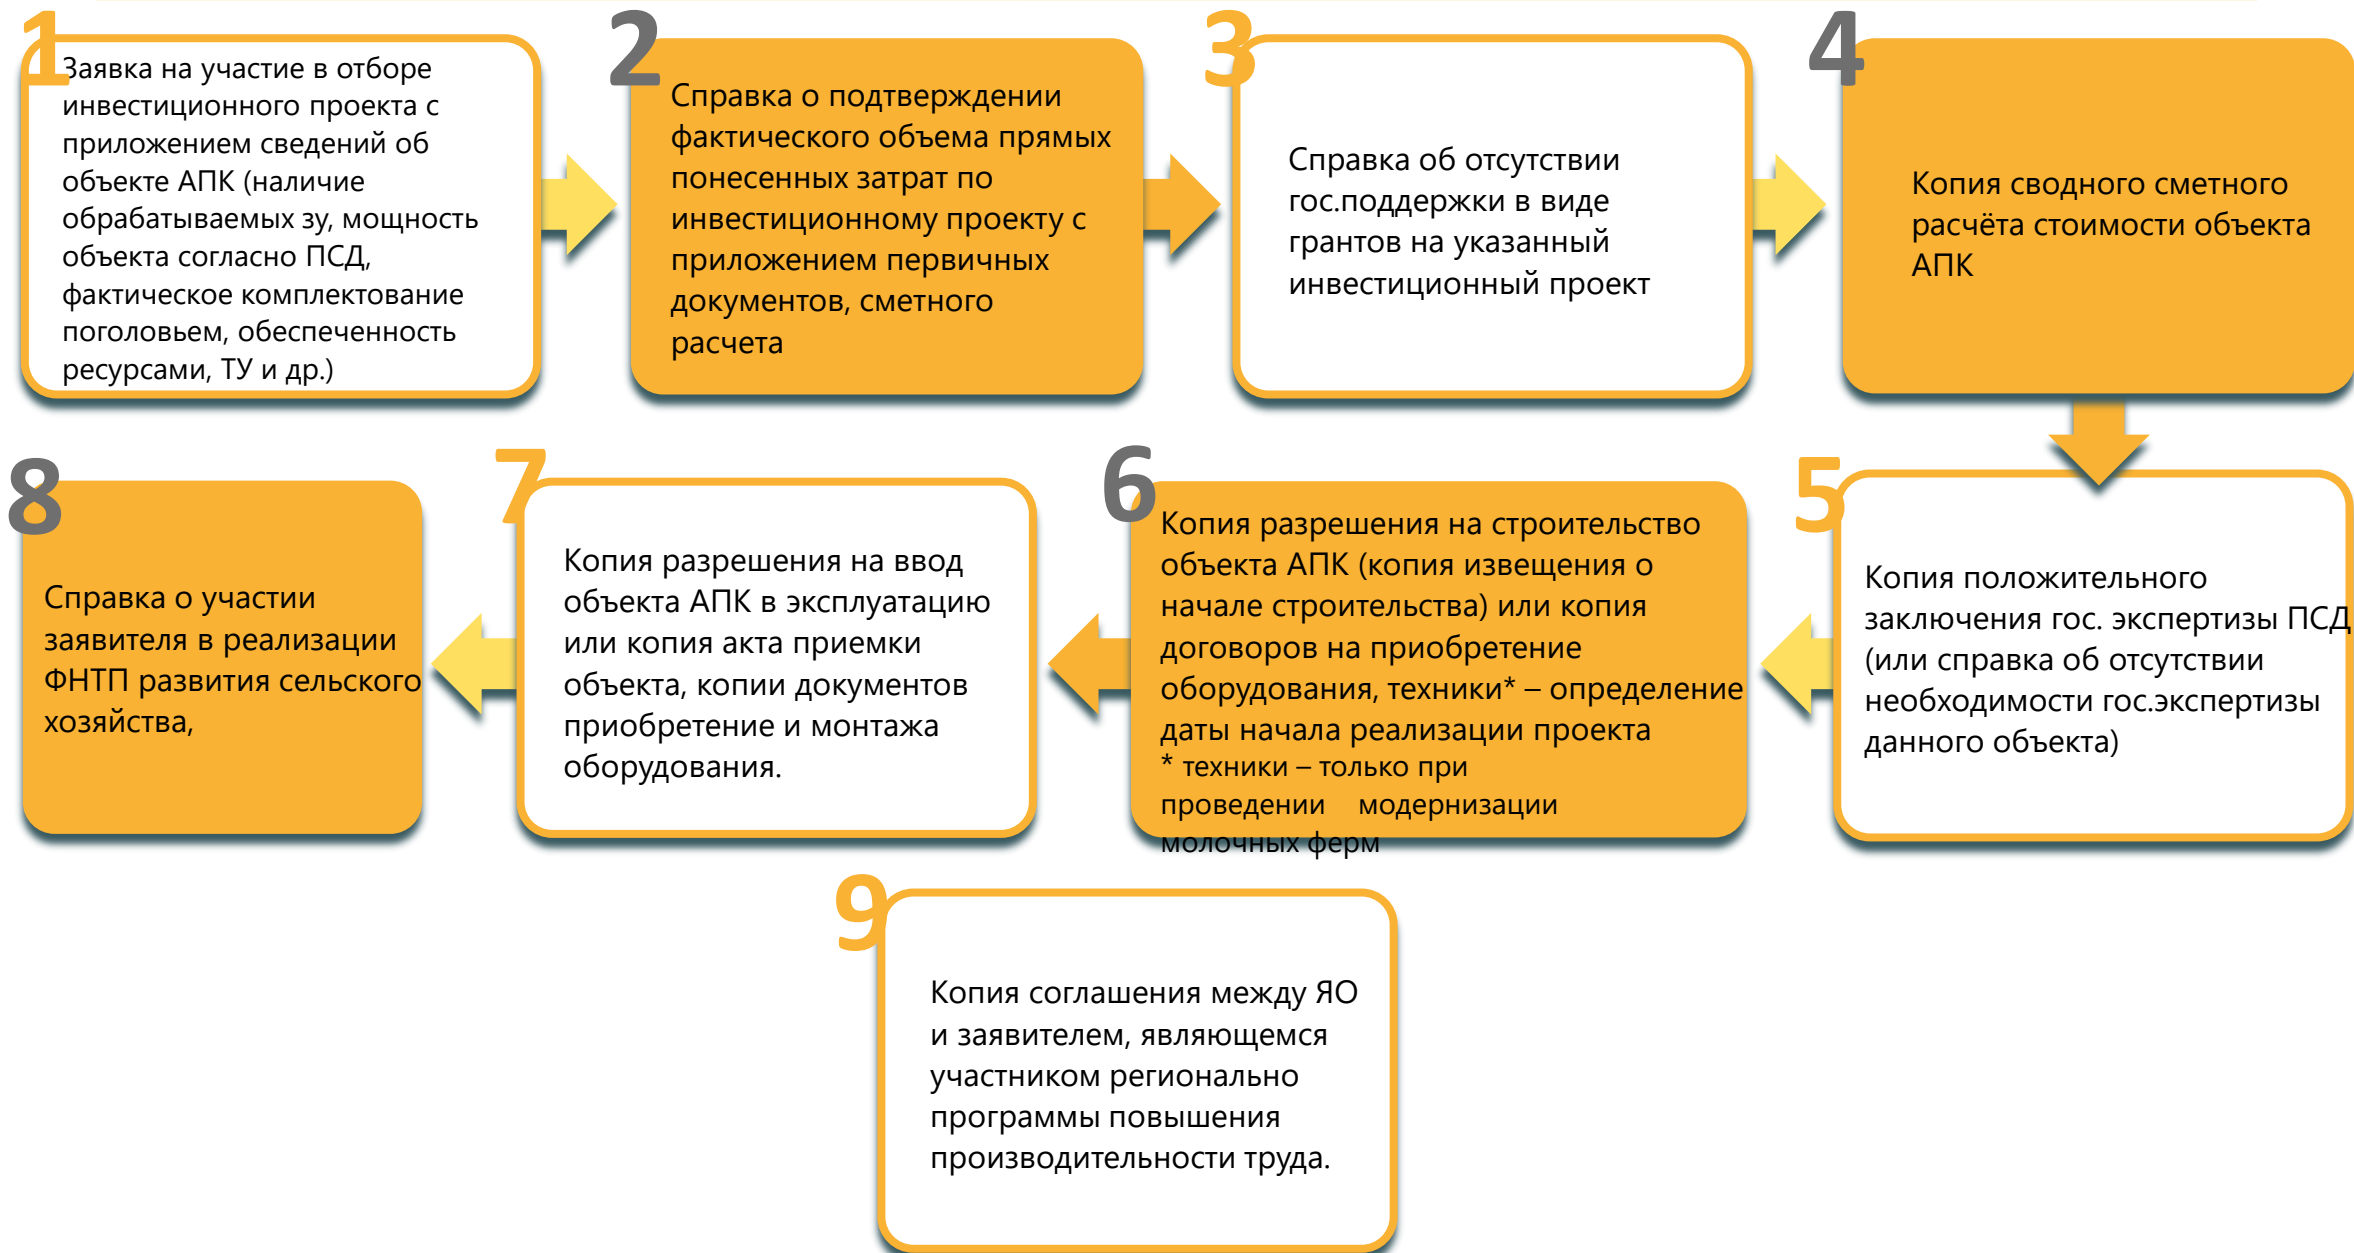 1
Заявка на участие в отборе
инвестиционного проекта с
приложением сведений об
объекте АПК (наличие
обрабатываемых зу, мощность
объекта согласно ПСД,
фактическое комплектование
поголовьем, обеспеченность
ресурсами, ТУ и др.)
2
Справка о подтверждении
фактического объема прямых
понесенных затрат по
инвестиционному проекту с
приложением первичных
документов, сметного
расчета
3
Справка об отсутствии
гос.поддержки в виде
грантов на указанный
инвестиционный проект
4
Копия сводного сметного
расчёта стоимости объекта
АПК
5
Копия положительного
заключения гос. экспертизы ПСД
(или справка об отсутствии
необходимости гос.экспертизы
данного объекта)
6
Копия разрешения на строительство
объекта АПК (копия извещения о
начале строительства) или копия
договоров на приобретение
оборудования, техники* – определение
даты начала реализации проекта
* техники – только при
проведении модернизации
молочных ферм
7
Копия разрешения на ввод
объекта АПК в эксплуатацию
или копия акта приемки
объекта, копии документов
приобретение и монтажа
оборудования.
8
Справка о участии
заявителя в реализации
ФНТП развития сельского
хозяйства,
9
Копия соглашения между ЯО
и заявителем, являющемся
участником регионально
программы повышения
производительности труда.